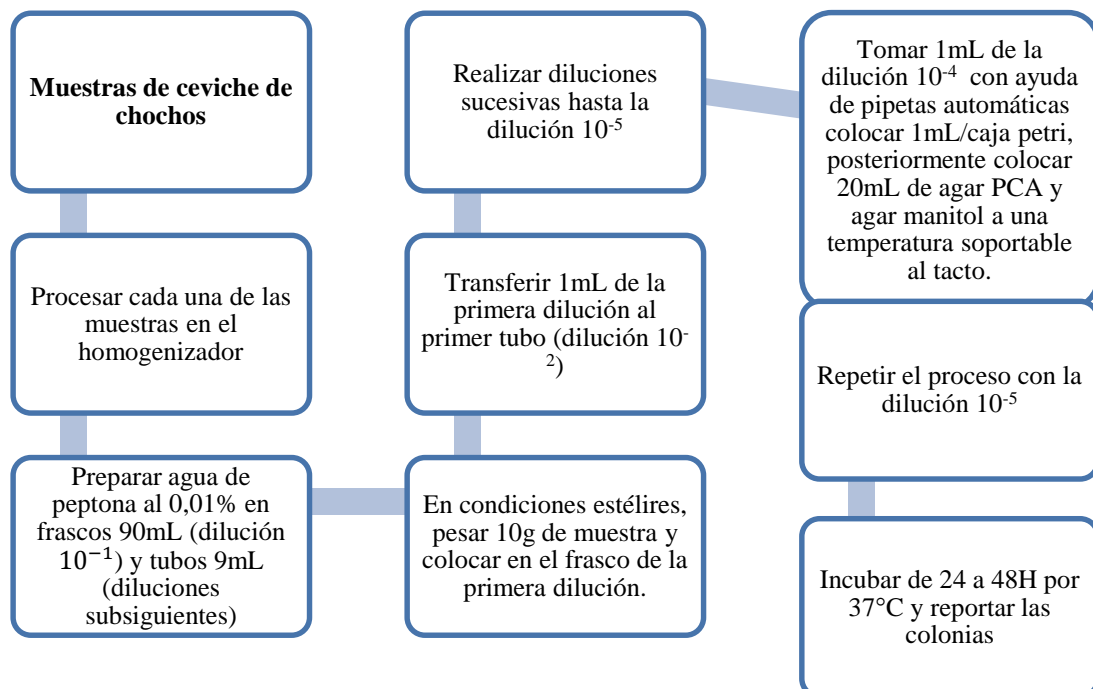 Muestras de ceviche de
chochos
Procesar cada una de las
muestras en el
homogenizador
Preparar agua de
peptona al 0,01% en
frascos 90mL (dilución
10⁻¹) y tubos 9mL
(diluciones
subsiguientes)
En condiciones estélires,
pesar 10g de muestra y
colocar en el frasco de la
primera dilución.
Transferir 1mL de la
primera dilución al
primer tubo (dilución 10⁻
²)
Realizar diluciones
sucesivas hasta la
dilución 10⁻⁵
Tomar 1mL de la
dilución 10⁻⁴ con ayuda
de pipetas automáticas
colocar 1mL/caja petri,
posteriormente colocar
20mL de agar PCA y
agar manitol a una
temperatura soportable
al tacto.
Repetir el proceso con la
dilución 10⁻⁵
Incubar de 24 a 48H por
37°C y reportar las
colonias